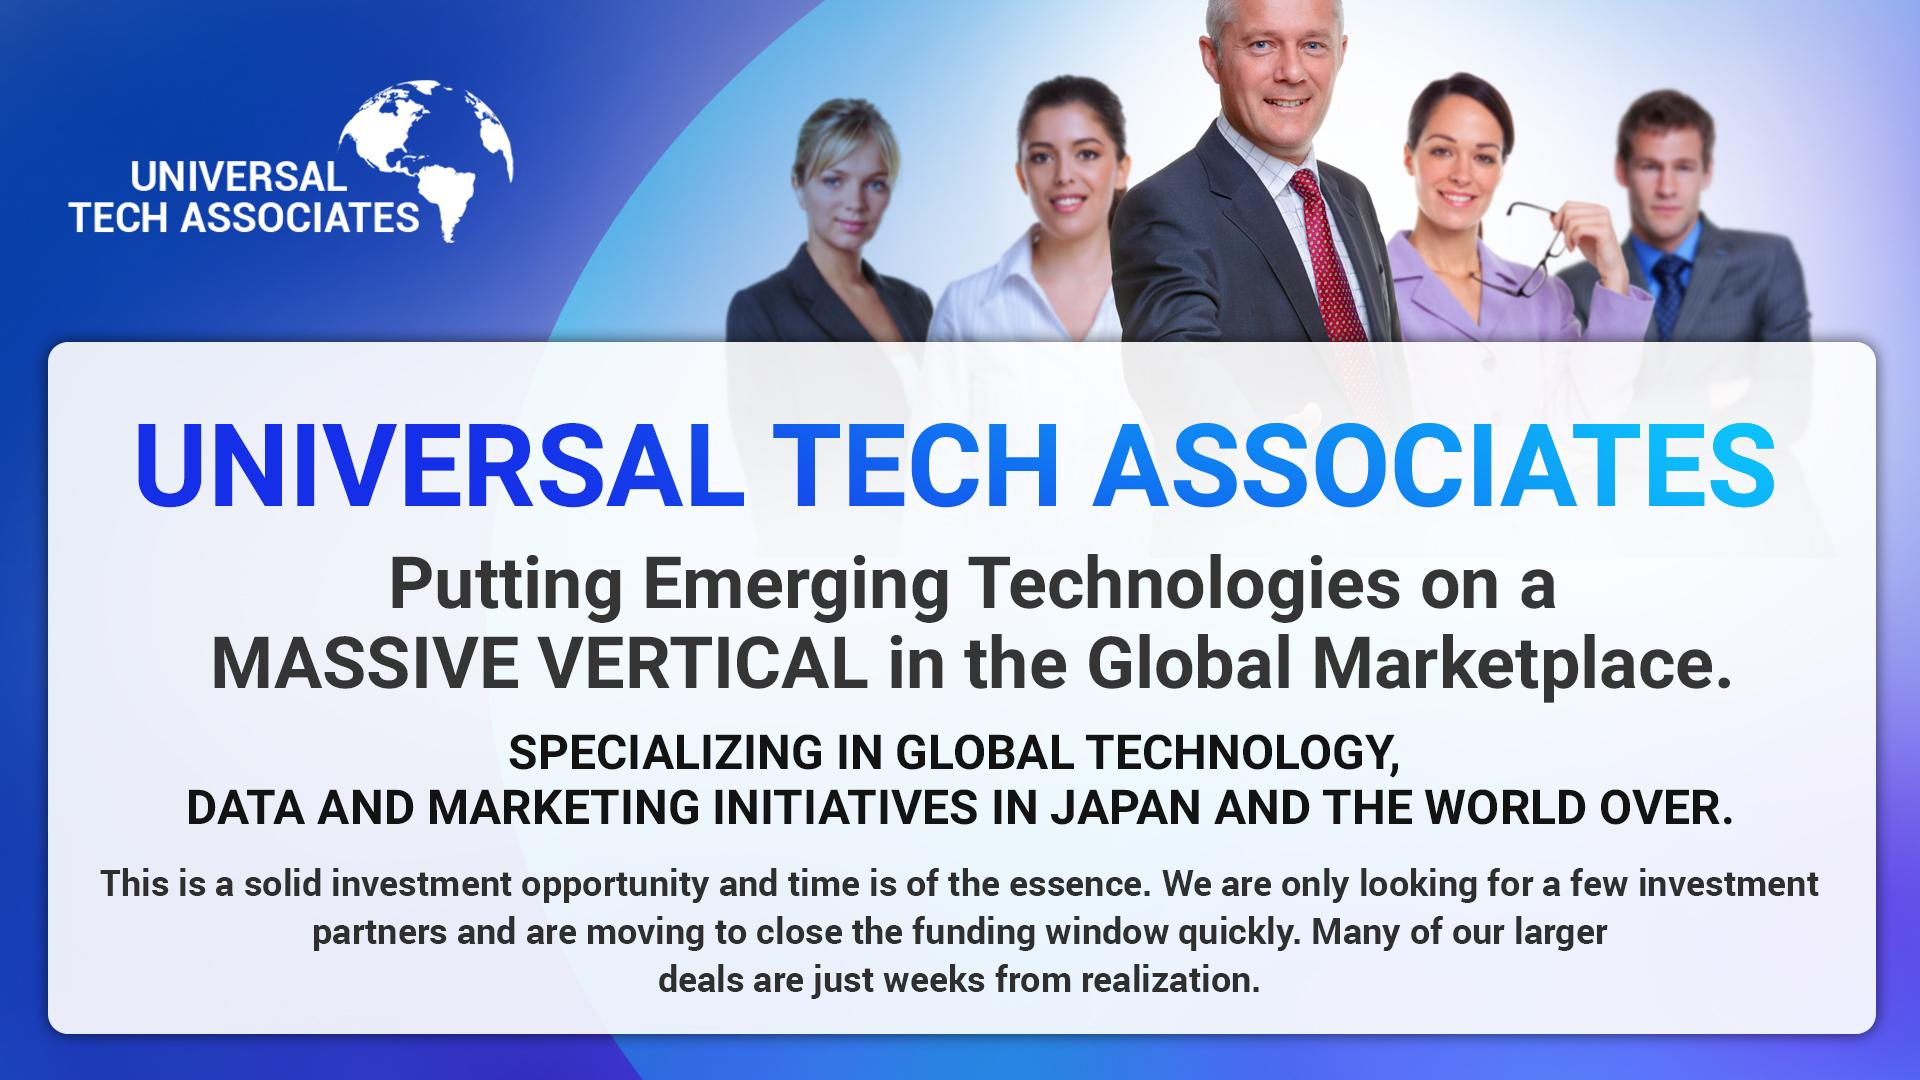 UNIVERSAL
TECH ASSOCIATES
UNIVERSAL TECH ASSOCIATES
Putting Emerging Technologies on a
MASSIVE VERTICAL in the Global Marketplace.
SPECIALIZING IN GLOBAL TECHNOLOGY,
DATA AND MARKETING INITIATIVES IN JAPAN AND THE WORLD OVER.
This is a solid investment opportunity and time is of the essence. We are only looking for a few investment
partners and are moving to close the funding window quickly. Many of our larger
deals are just weeks from realization.